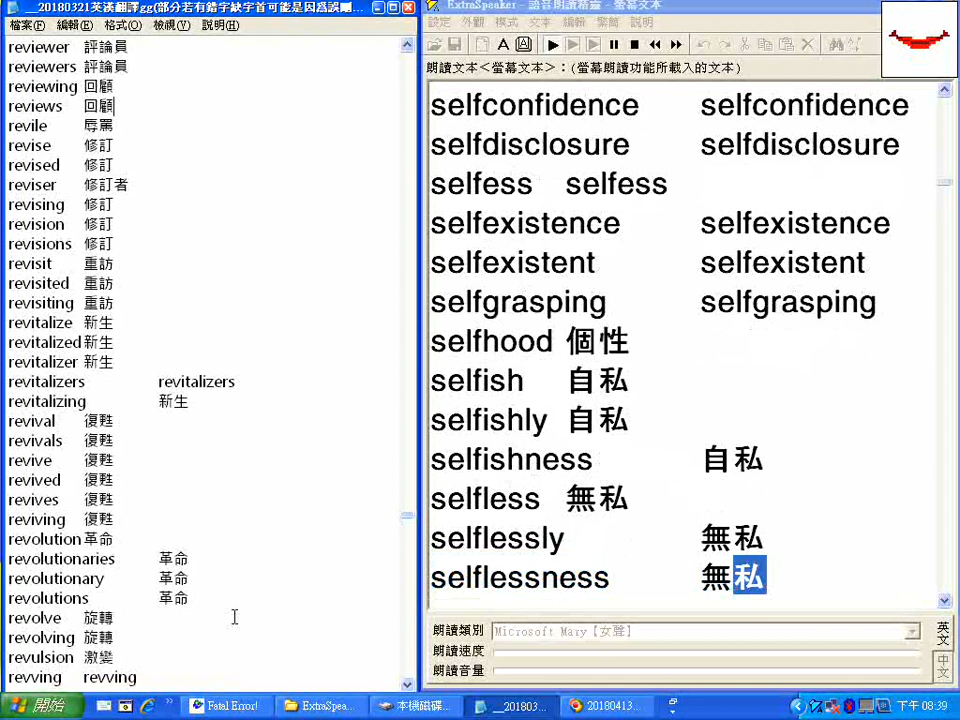 __20180321英漢翻譯gg(部分若有錯字缺字首可能是因為誤刪...
檔案(F) 編輯(E) 格式(O) 檢視(V) 說明(H)
reviewer 評論員
reviewers 評論員
reviewing 回顧
reviews 回顧
revile 辱罵
revise 修訂
revised 修訂
reviser 修訂者
revising 修訂
revision 修訂
revisions 修訂
revisit 重訪
revisited 重訪
revisiting 重訪
revitalize 新生
revitalized 新生
revitalizer 新生
revitalizers revitalizers
revitalizing 新生
revival 復甦
revivals 復甦
revive 復甦
revived 復甦
revives 復甦
reviving 復甦
revolution 革命
revolutionaries 革命
revolutionary 革命
revolutions 革命
revolve 旋轉
revolving 旋轉
revulsion 激變
revving revving
ExtraSpeaker - 語音朗讀精靈 - 螢幕文本
設定 外觀 模式 文本 編輯 繁簡 說明
朗讀文本<螢幕文本>：(螢幕朗讀功能所載入的文本)
selfconfidence selfconfidence
selfdisclosure selfdisclosure
selfess selfess
selfexistence selfexistence
selfexistent selfexistent
selfgrasping selfgrasping
selfhood 個性
selfish 自私
selfishly 自私
selfishness 自私
selfless 無私
selflessly 無私
selflessness 無私
朗讀類別 Microsoft Mary【女聲】
朗讀速度
朗讀音量
英文
中文
開始 Fatal Error! ExtraSpea... 本機磁碟... __201803... 20180413... 下午 08:39